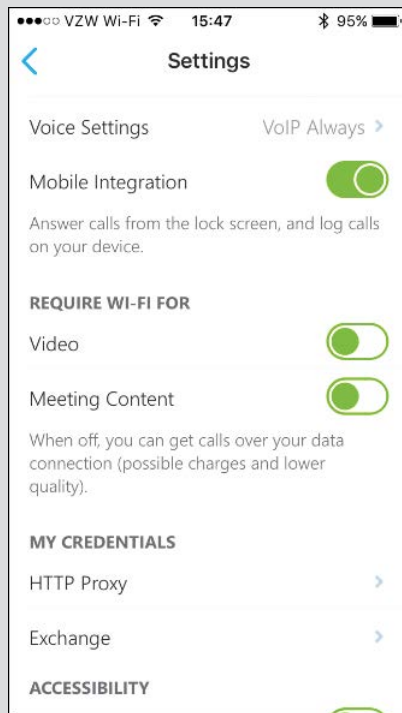 VZW Wi-Fi 15:47 95%
Settings
Voice Settings VoIP Always >
Mobile Integration
Answer calls from the lock screen, and log calls
on your device.
REQUIRE WI-FI FOR
Video
Meeting Content
When off, you can get calls over your data
connection (possible charges and lower
quality).
MY CREDENTIALS
HTTP Proxy >
Exchange >
ACCESSIBILITY